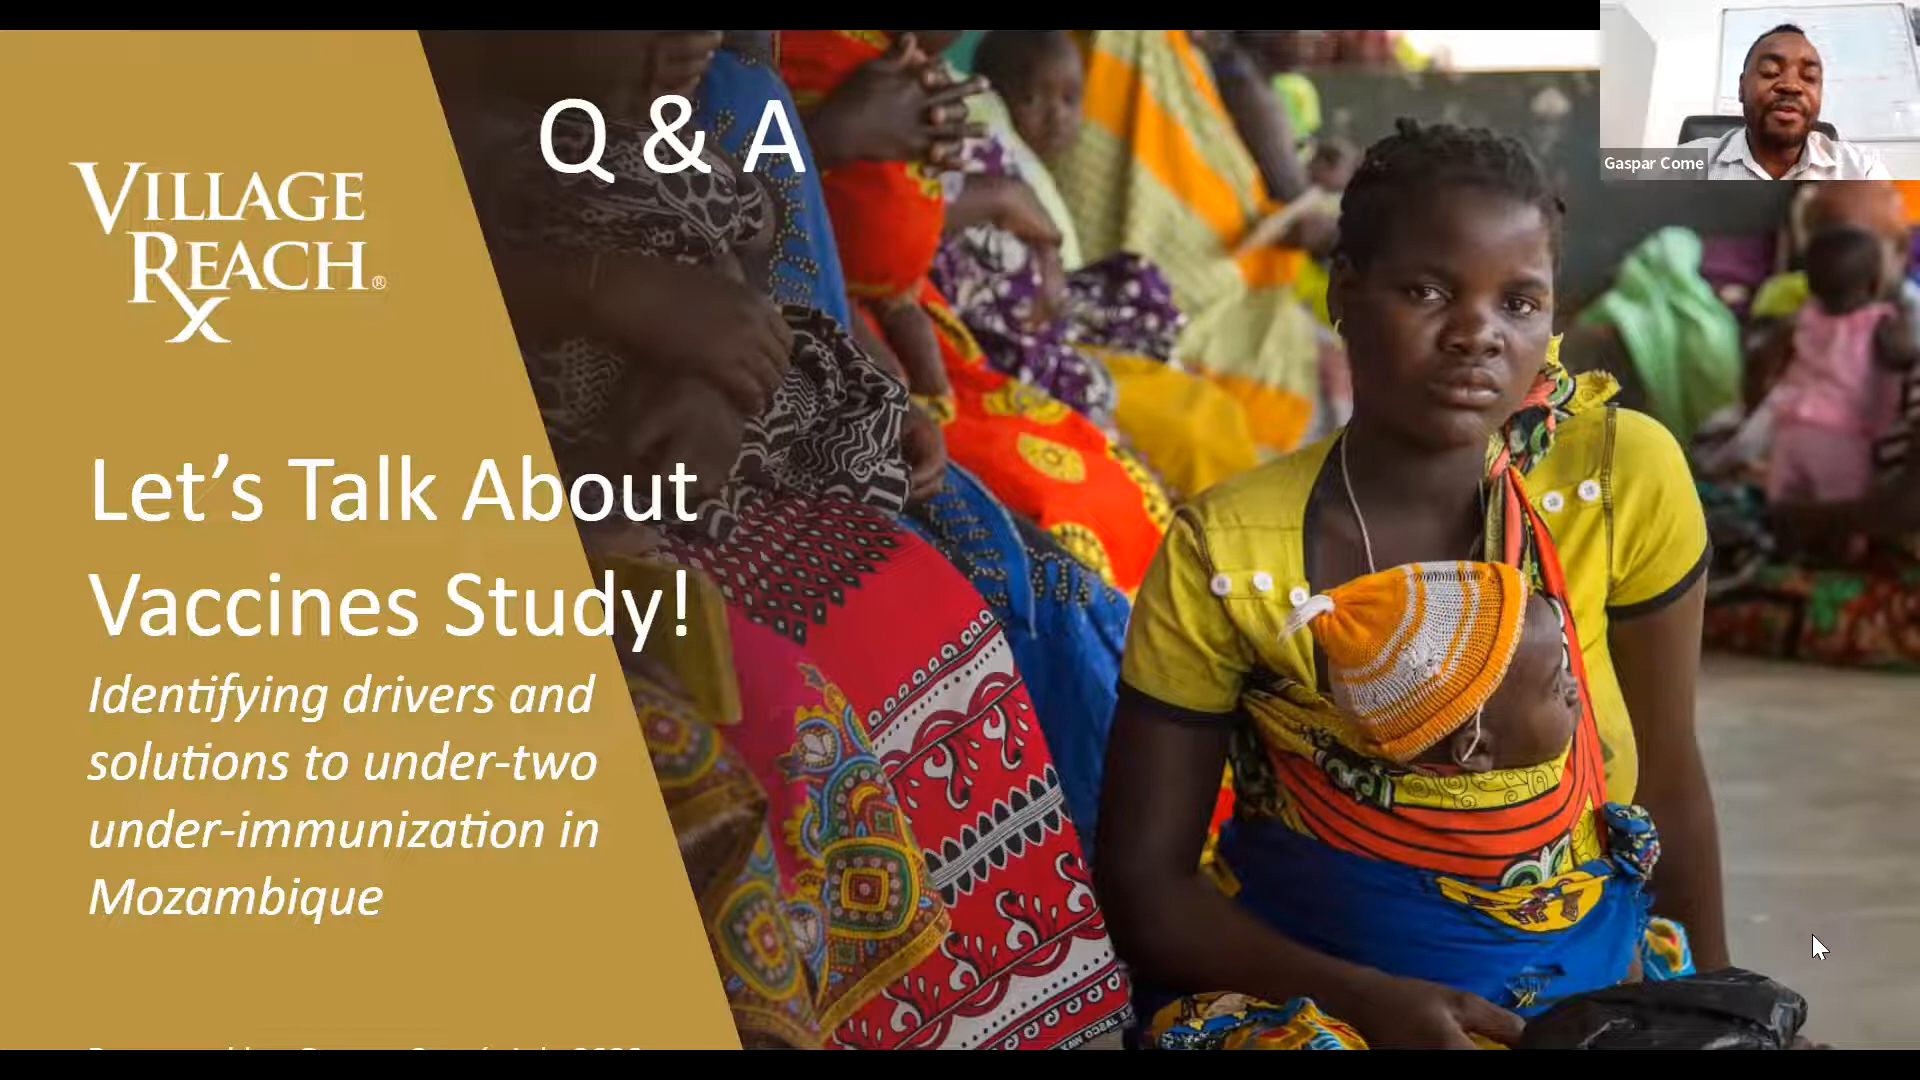 Q & A
Gaspar Come
VILLAGE
REACH®
Let's Talk About
Vaccines Study!
Identifying drivers and
solutions to under-two
under-immunization in
Mozambique